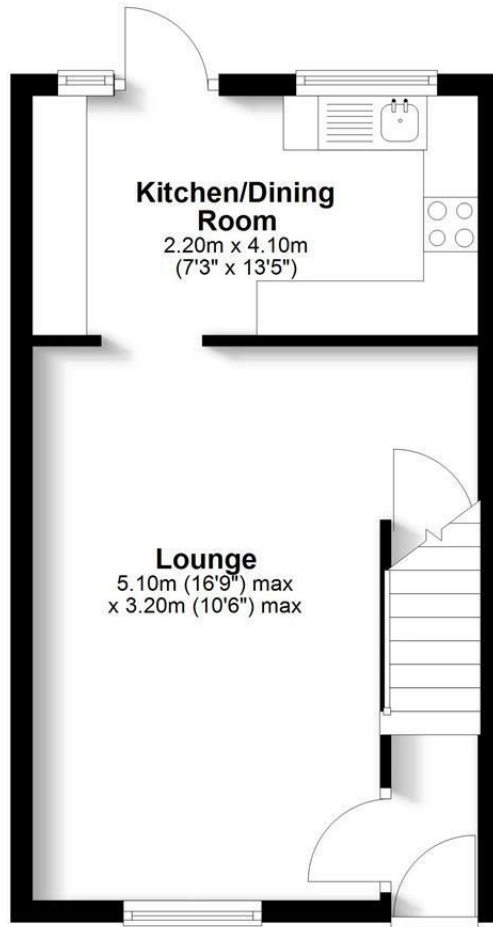 Kitchen/Dining
Room
2.20m x 4.10m
(7'3" x 13'5")
Lounge
5.10m (16'9") max
x 3.20m (10'6") max